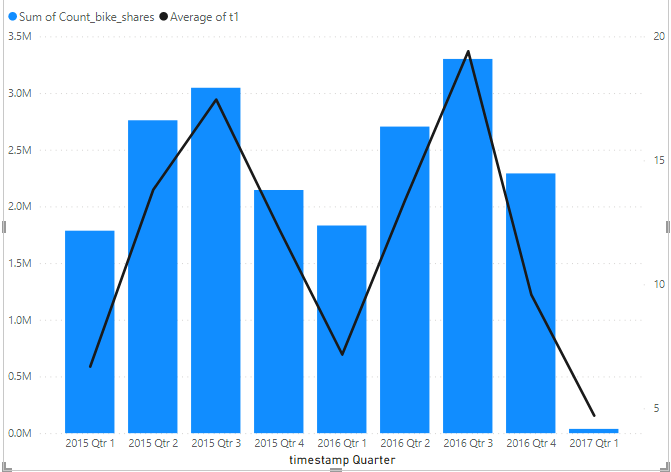 Sum of Count_bike_shares Average of t1
3.5M 20
3.0M
2.5M 15
2.0M
1.5M
1.0M 10
0.5M 5
0.0M
2015 Qtr 1 2015 Qtr 2 2015 Qtr 3 2015 Qtr 4 2016 Qtr 1 2016 Qtr 2 2016 Qtr 3 2016 Qtr 4 2017 Qtr 1
timestamp Quarter